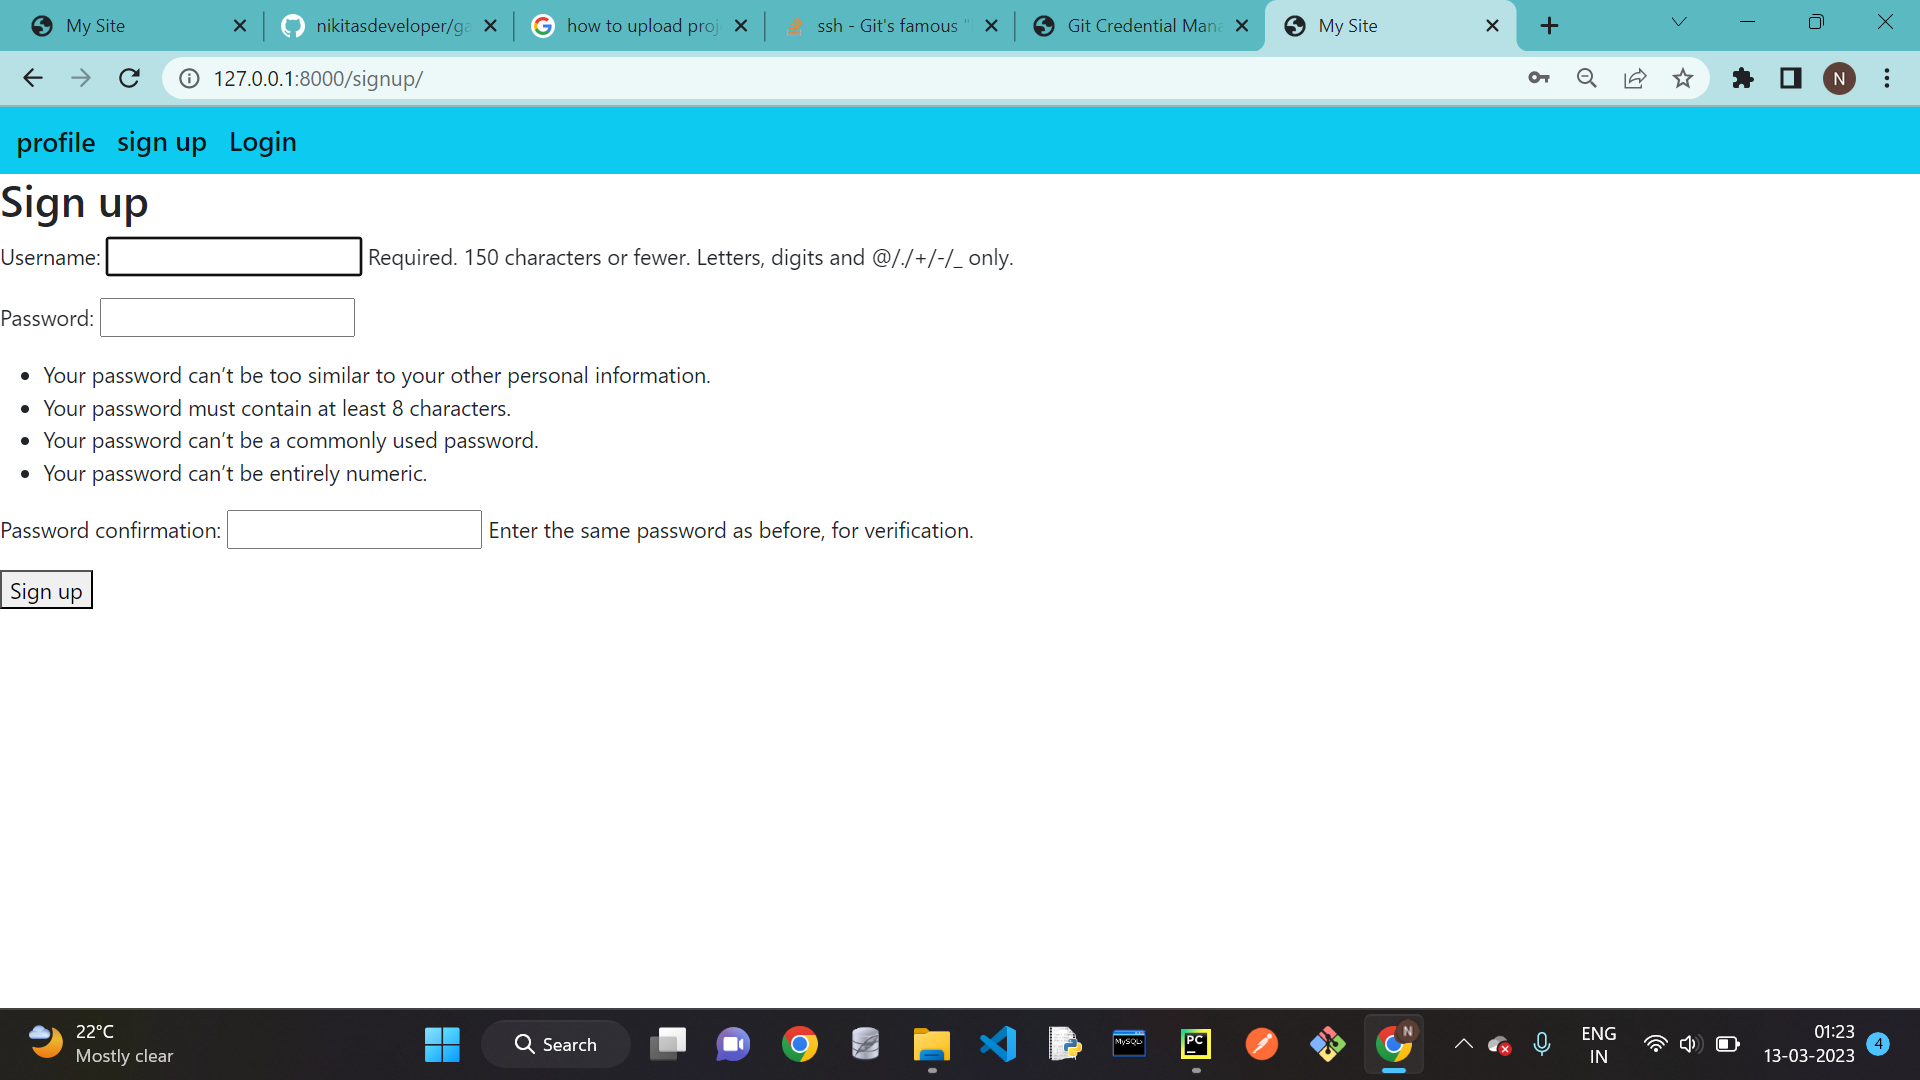 My Site
nikitasdeveloper/ga
how to upload proj
ssh - Git's famous "
Git Credential Mana
My Site
127.0.0.1:8000/signup/
N
profile sign up Login
Sign up
Username: Required. 150 characters or fewer. Letters, digits and @/./+/-/_ only.
Password:
Your password can’t be too similar to your other personal information.
Your password must contain at least 8 characters.
Your password can’t be a commonly used password.
Your password can’t be entirely numeric.
Password confirmation: Enter the same password as before, for verification.
Sign up
22°C
Mostly clear
Search
MySQL
PC
N
ENG
IN
01:23
13-03-2023
4